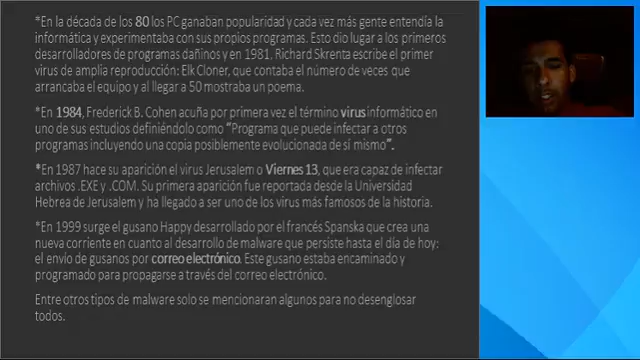 *En la década de los 80 los PC ganaban popularidad y cada vez más gente entendía la
informática y experimentaba con sus propios programas. Esto dio lugar a los primeros
desarrolladores de programas dañinos y en 1981, Richard Skrenta escribe el primer
virus de amplia reproducción: Elk Cloner, que contaba el número de veces que
arrancaba el equipo y al llegar a 50 mostraba un poema.
*En 1984, Frederick B. Cohen acuña por primera vez el término virus informático en
uno de sus estudios definiéndolo como “Programa que puede infectar a otros
programas incluyendo una copia posiblemente evolucionada de sí mismo”.
*En 1987 hace su aparición el virus Jerusalem o Viernes 13, que era capaz de infectar
archivos .EXE y .COM. Su primera aparición fue reportada desde la Universidad
Hebrea de Jerusalem y ha llegado a ser uno de los virus más famosos de la historia.
*En 1999 surge el gusano Happy desarrollado por el francés Spanska que crea una
nueva corriente en cuanto al desarrollo de malware que persiste hasta el día de hoy:
el envío de gusanos por correo electrónico. Este gusano estaba encaminado y
programado para propagarse a través del correo electrónico.
Entre otros tipos de malware solo se mencionaran algunos para no desenglosar
todos.